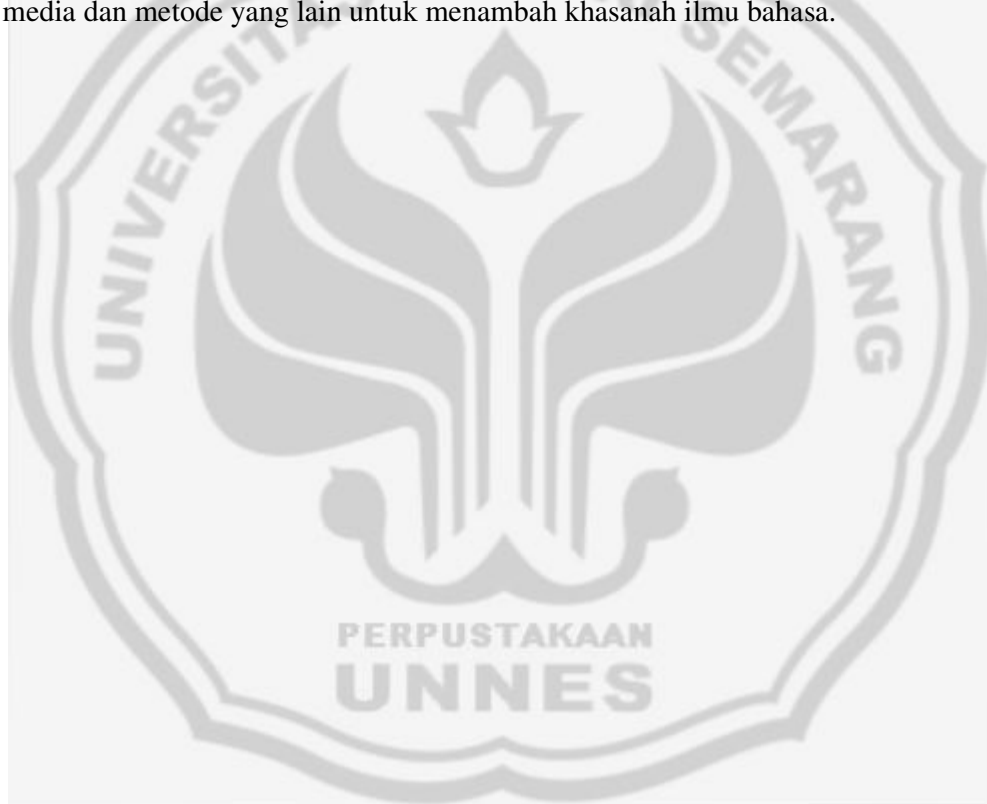 media dan metode yang lain untuk menambah khasanah ilmu bahasa.
UNIVERSITAS NEGERI SEMARANG
PERPUSTAKAAN
UNNES